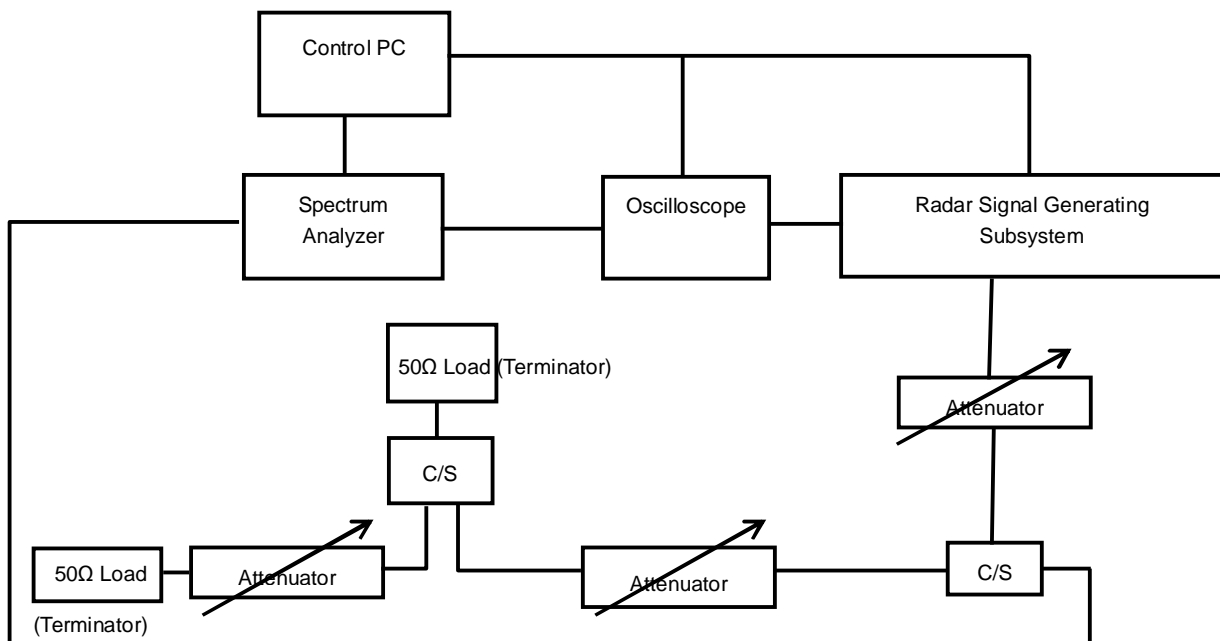 Control PC
Spectrum
Analyzer
Oscilloscope
Radar Signal Generating
Subsystem
50Ω Load (Terminator)
Attenuator
C/S
50Ω Load
(Terminator)
Attenuator
Attenuator
C/S